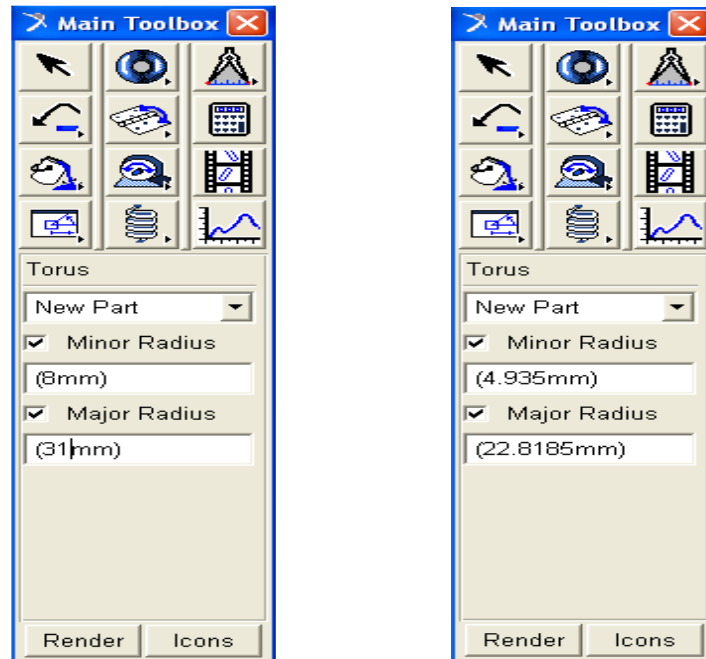 Main Toolbox
Torus
New Part
Minor Radius
(8mm)
Major Radius
(31mm)
Render Icons
Main Toolbox
Torus
New Part
Minor Radius
(4.935mm)
Major Radius
(22.8185mm)
Render Icons